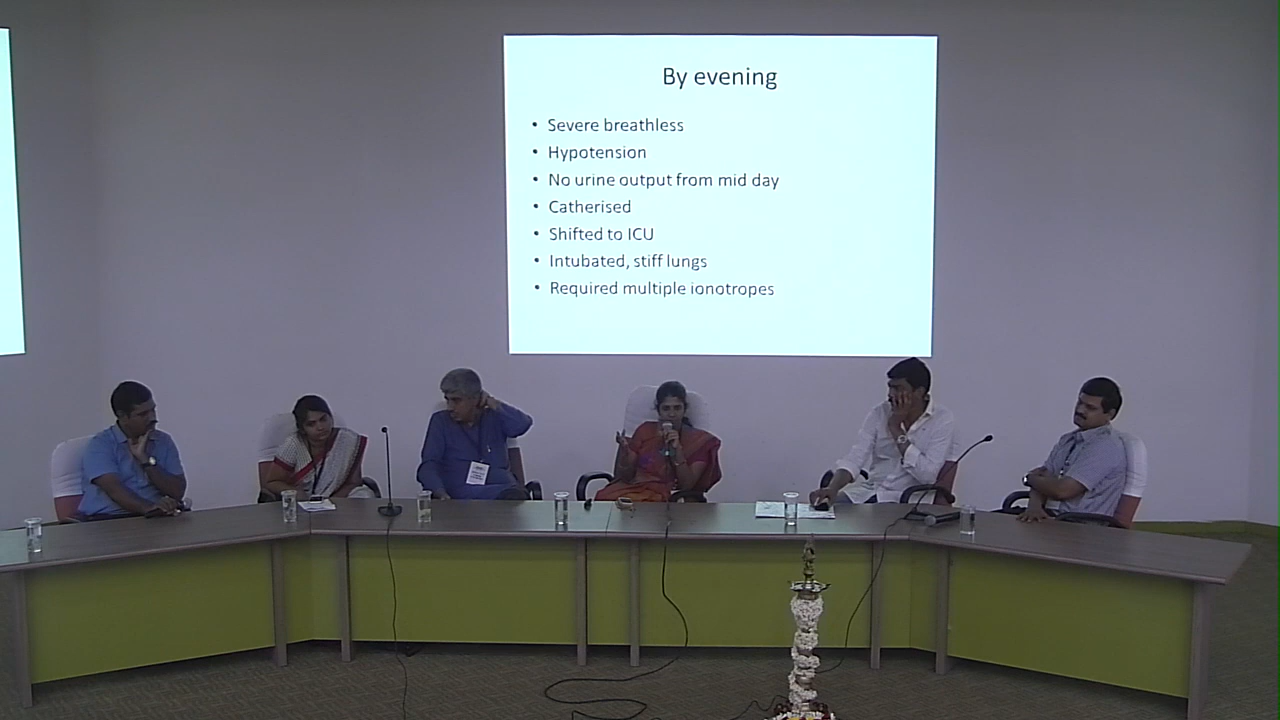 By evening
• Severe breathless
• Hypotension
• No urine output from mid day
• Catherised
• Shifted to ICU
• Intubated, stiff lungs
• Required multiple ionotropes